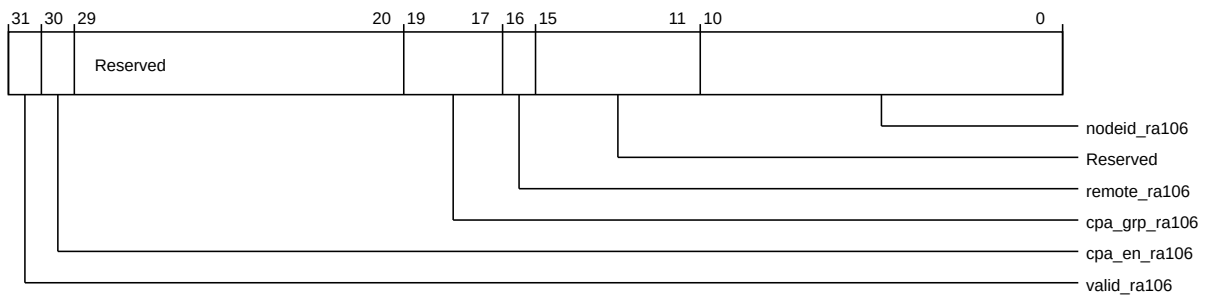 31 30 29 20 19 17 16 15 11 10 0
Reserved
nodeid_ra106
Reserved
remote_ra106
cpa_grp_ra106
cpa_en_ra106
valid_ra106